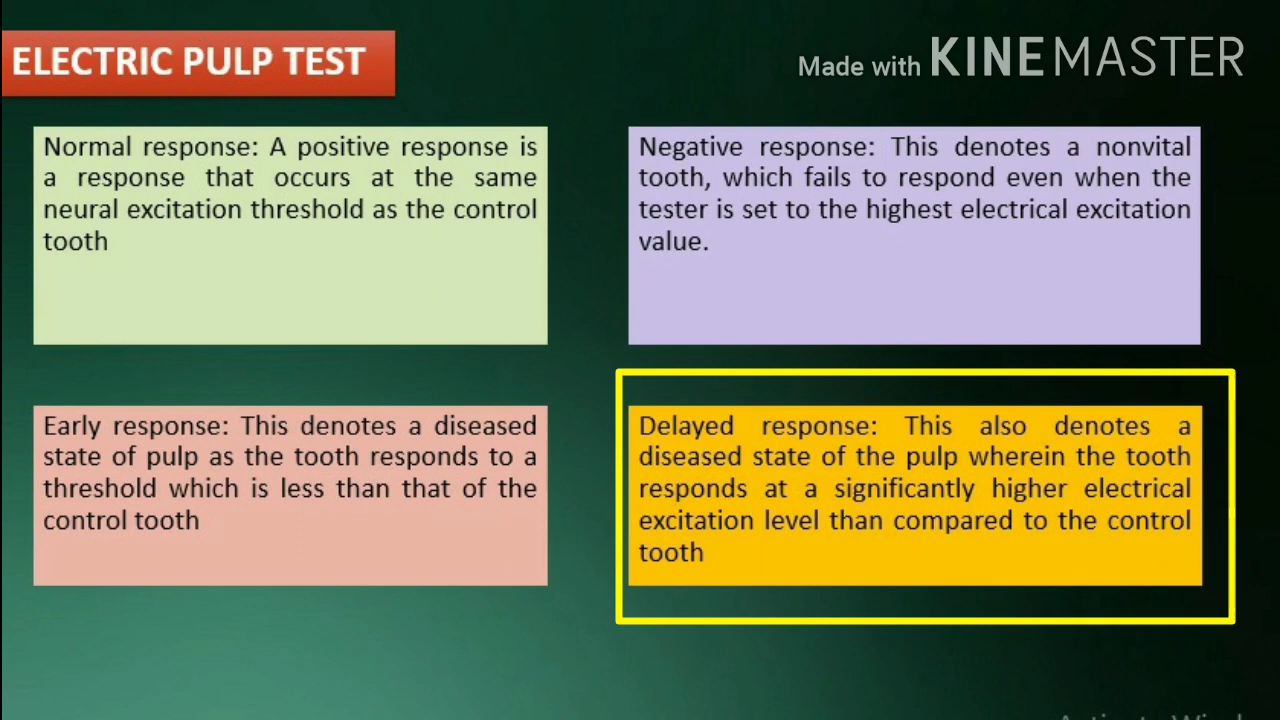 ELECTRIC PULP TEST
Made with KINEMASTER
Normal response: A positive response is
a response that occurs at the same
neural excitation threshold as the control
tooth
Negative response: This denotes a nonvital
tooth, which fails to respond even when the
tester is set to the highest electrical excitation
value.
Early response: This denotes a diseased
state of pulp as the tooth responds to a
threshold which is less than that of the
control tooth
Delayed response: This also denotes a
diseased state of the pulp wherein the tooth
responds at a significantly higher electrical
excitation level than compared to the control
tooth